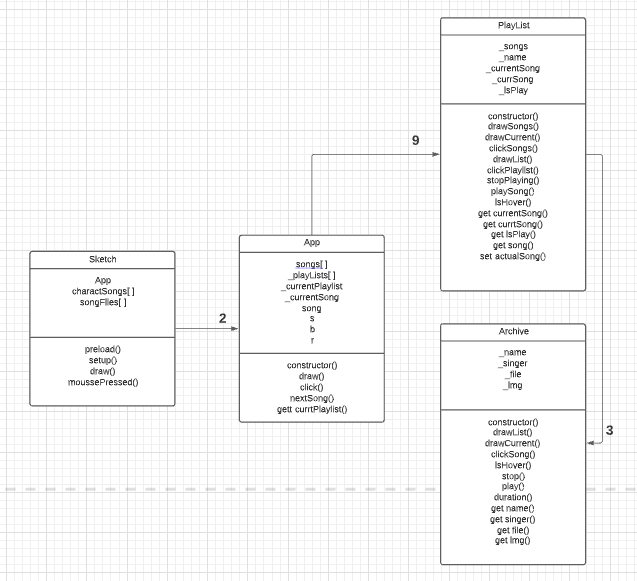 PlayList
_songs
_name
_currentSong
_currSong
_IsPlay
constructor()
drawSongs()
drawCurrent()
clickSongs()
drawList()
clickPlaylist()
stopPlaying()
playSong()
IsHover()
get currentSong()
get currtSong()
get IsPlay()
get song()
set actualSong()
9
Sketch
App
charactSongs[ ]
songFIles[ ]
preload()
setup()
draw()
moussePressed()
2
App
songs[ ]
_playLists[ ]
_currentPlaylist
_currentSong
song
s
b
r
constructor()
draw()
click()
nextSong()
gett currtPlaylist()
Archive
_name
_singer
_file
_Img
constructor()
drawList()
drawCurrent()
clickSong()
IsHover()
stop()
play()
duration()
get name()
get singer()
get file()
get Img()
3